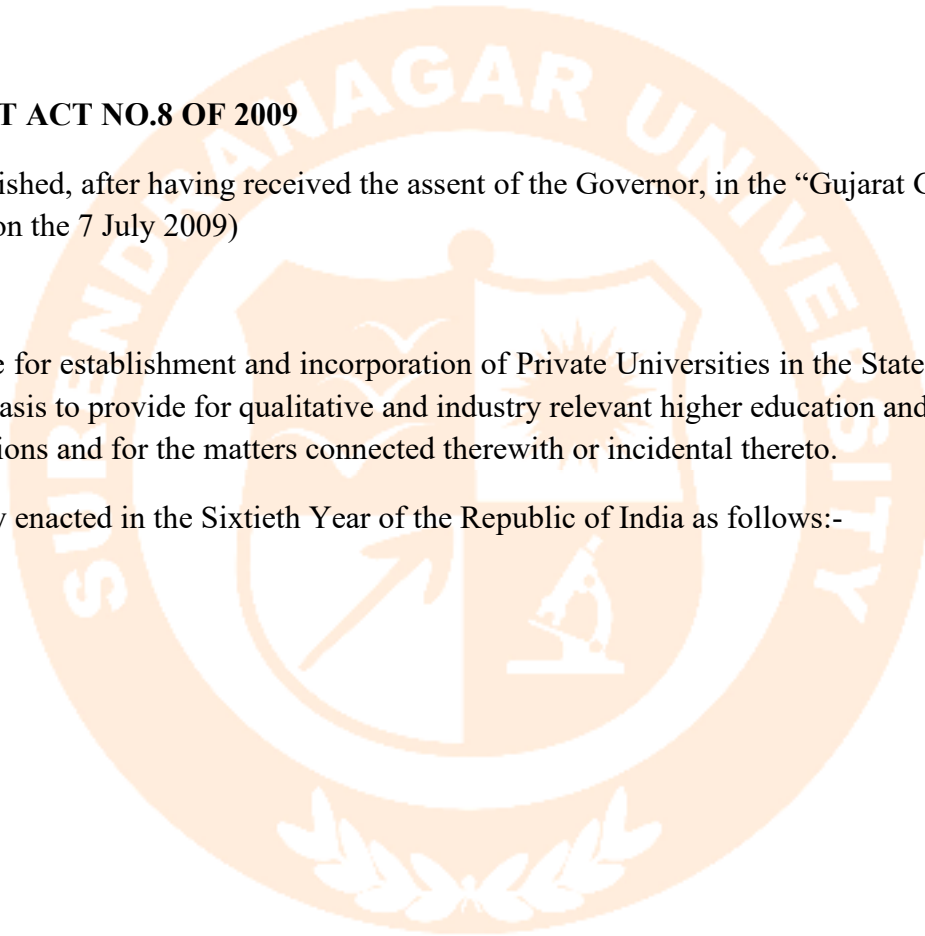 T ACT NO.8 OF 2009
ished, after having received the assent of the Governor, in the “Gujarat G
on the 7 July 2009)
e for establishment and incorporation of Private Universities in the State
asis to provide for qualitative and industry relevant higher education and
ions and for the matters connected therewith or incidental thereto.
y enacted in the Sixtieth Year of the Republic of India as follows:-
SURENDRANAGAR UNIVERSITY